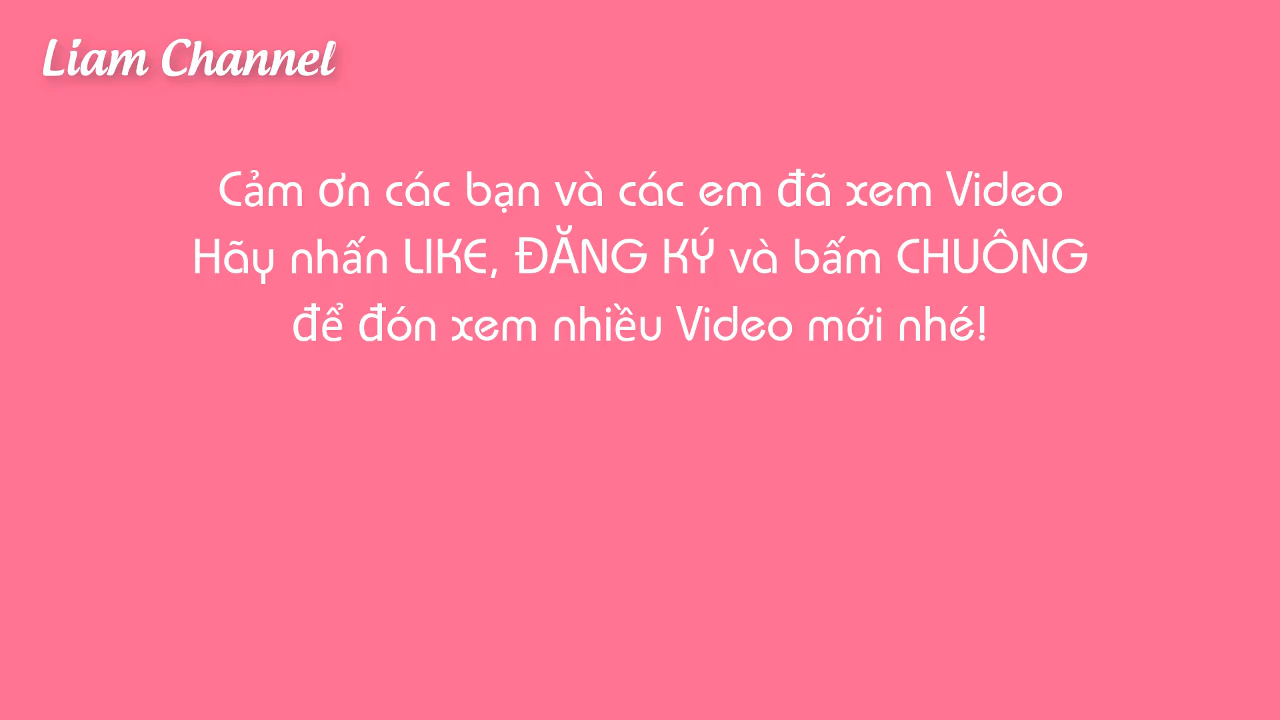 Liam Channel
Cảm ơn các bạn và các em đã xem Video
Hãy nhấn LIKE, ĐĂNG KÝ và bấm CHUÔNG
để đón xem nhiều Video mới nhé!